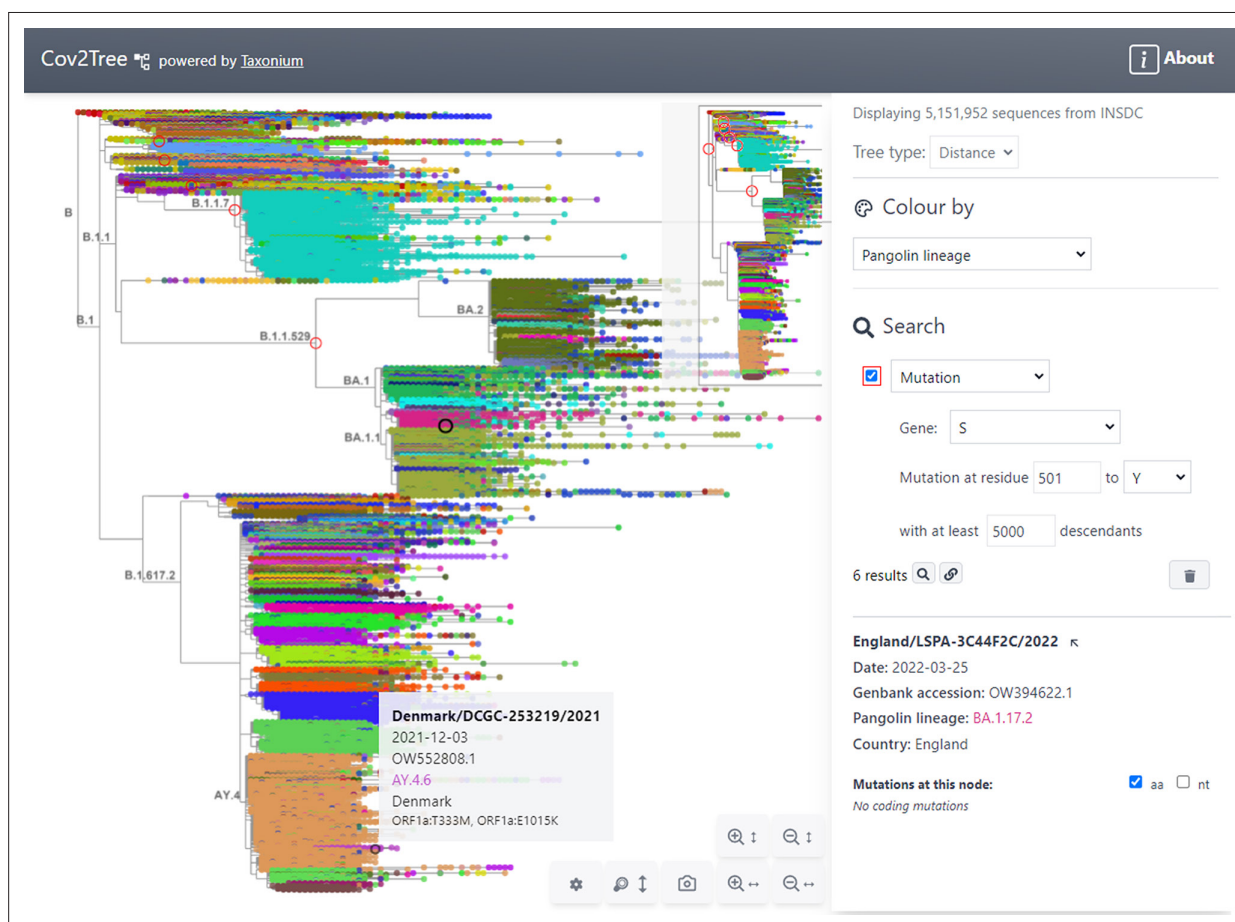 Cov2Tree powered by Taxonium
i About
Displaying 5,151,952 sequences from INSDC
Tree type: Distance
Colour by
Pangolin lineage
Search
Mutation
Gene: S
Mutation at residue 501 to Y
with at least 5000 descendants
6 results
England/LSPA-3C44F2C/2022
Date: 2022-03-25
Genbank accession: OW394622.1
Pangolin lineage: BA.1.17.2
Country: England
Mutations at this node: aa nt
No coding mutations
B
B.1.1.7
B.1.1
BA.2
B.1
B.1.1.529
BA.1
BA.1.1
B.1.617.2
AY.4
Denmark/DCGC-253219/2021
2021-12-03
OW552808.1
AY.4.6
Denmark
ORF1a:T333M, ORF1a:E1015K